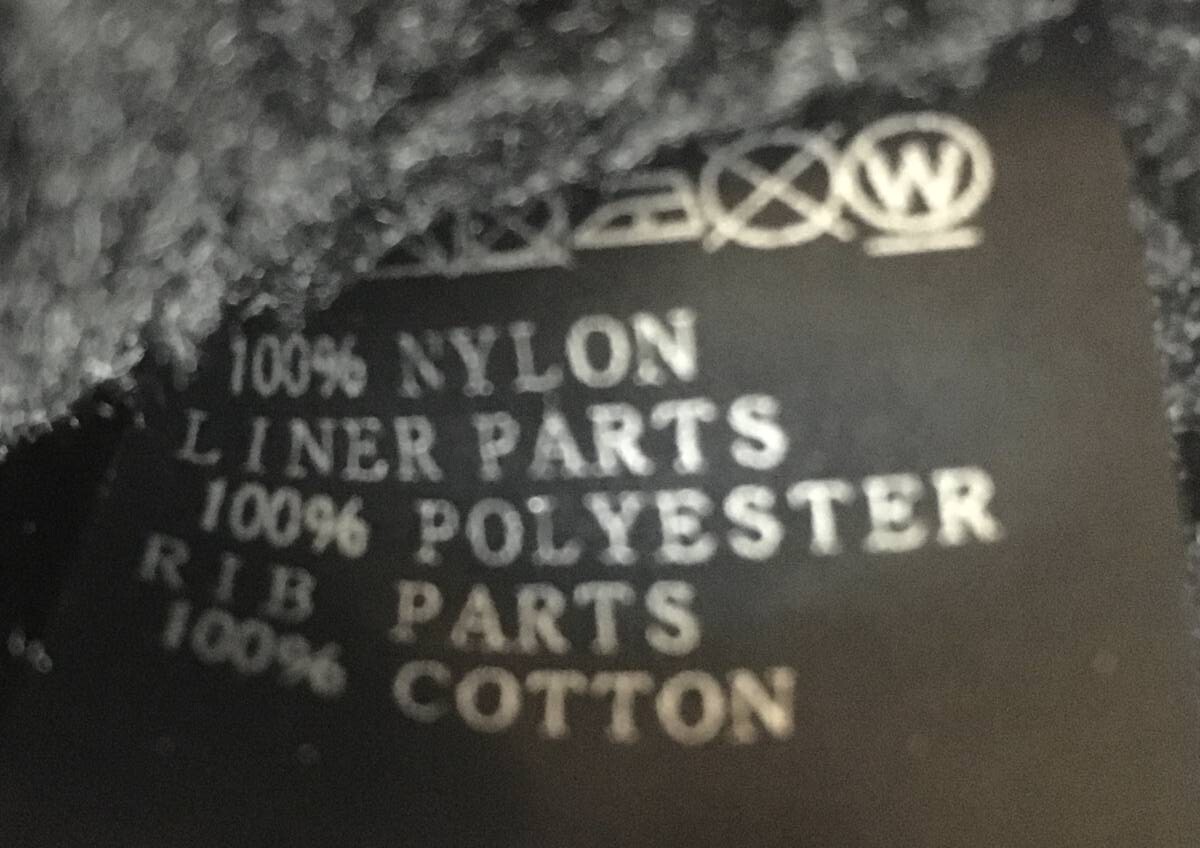 W
100% NYLON
LINER PARTS
100% POLYESTER
RIB PARTS
100% COTTON